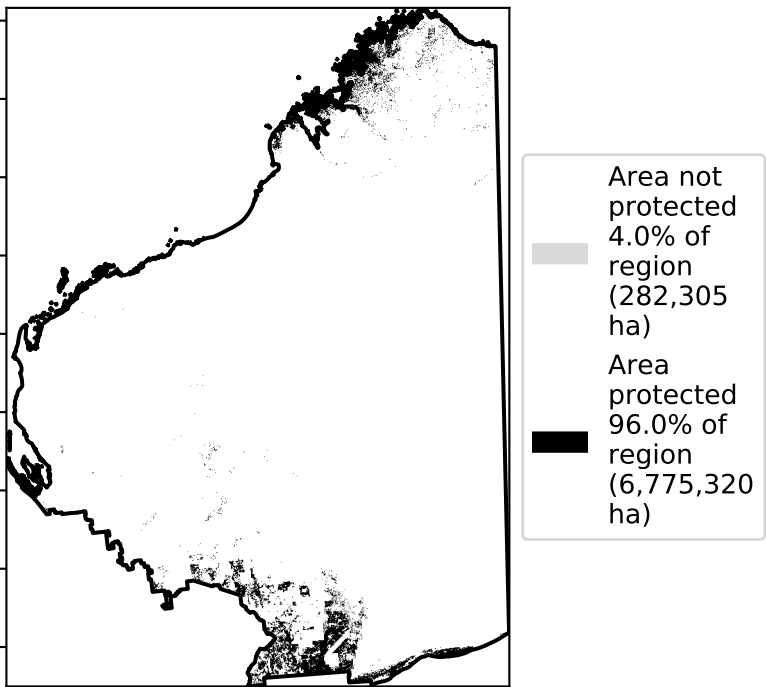 Area not
protected
4.0% of
region
(282,305
ha)
Area
protected
96.0% of
region
(6,775,320
ha)